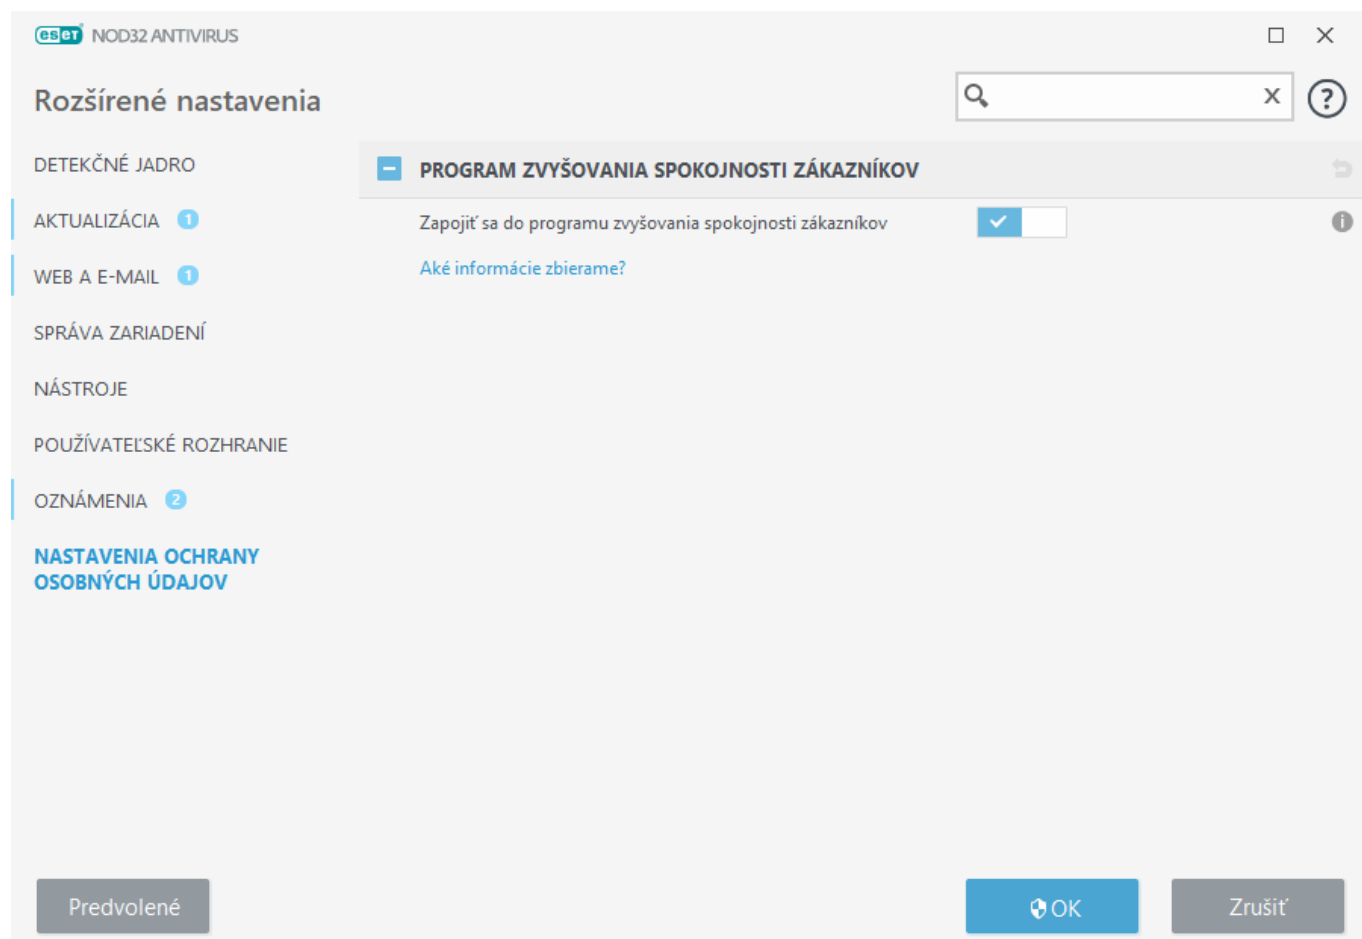 eset NOD32 ANTIVIRUS
Rozšírené nastavenia
x
?
DETEKČNÉ JADRO
AKTUALIZÁCIA 1
WEB A E-MAIL 1
SPRÁVA ZARIADENÍ
NÁSTROJE
POUŽÍVATEĽSKÉ ROZHRANIE
OZNÁMENIA 2
NASTAVENIA OCHRANY
OSOBNÝCH ÚDAJOV
PROGRAM ZVYŠOVANIA SPOKOJNOSTI ZÁKAZNÍKOV
Zapojiť sa do programu zvyšovania spokojnosti zákazníkov
Aké informácie zbierame?
Predvolené
OK
Zrušiť